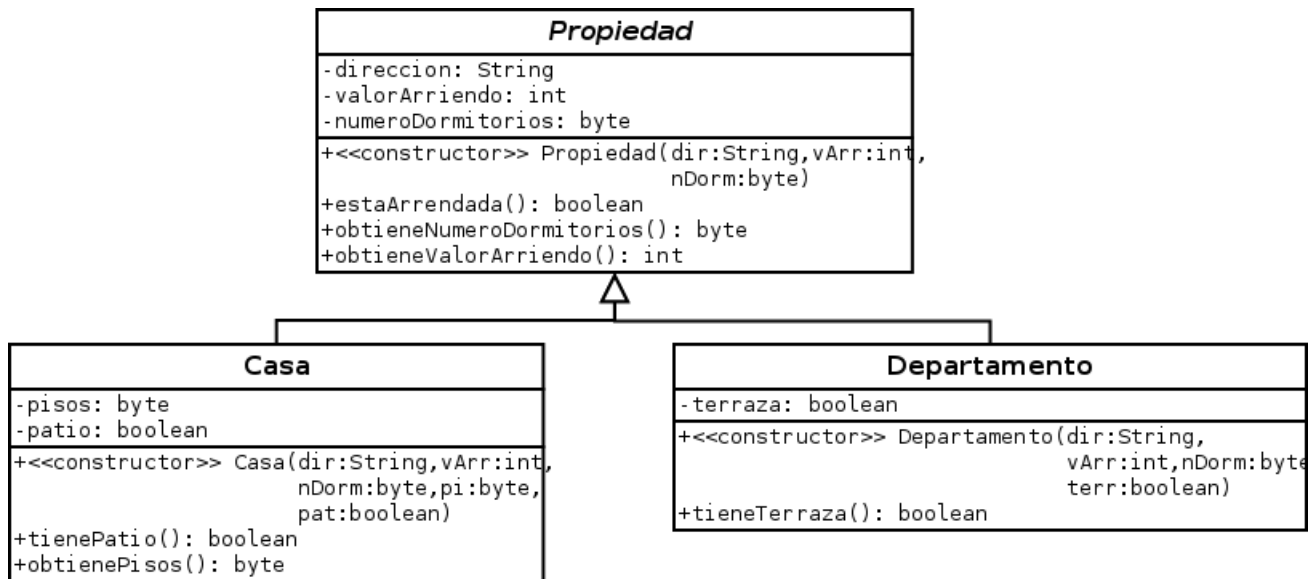 Propiedad
-direccion: String
-valorArriendo: int
-numeroDormitorios: byte
+<<constructor>> Propiedad(dir:String,vArr:int,
nDorm:byte)
+estaArrendada(): boolean
+obtieneNumeroDormitorios(): byte
+obtieneValorArriendo(): int
Casa
-pisos: byte
-patio: boolean
+<<constructor>> Casa(dir:String,vArr:int,
nDorm:byte,pi:byte,
pat:boolean)
+tienePatio(): boolean
+obtienePisos(): byte
Departamento
-terraza: boolean
+<<constructor>> Departamento(dir:String,
vArr:int,nDorm:byte
terr:boolean)
+tieneTerraza(): boolean